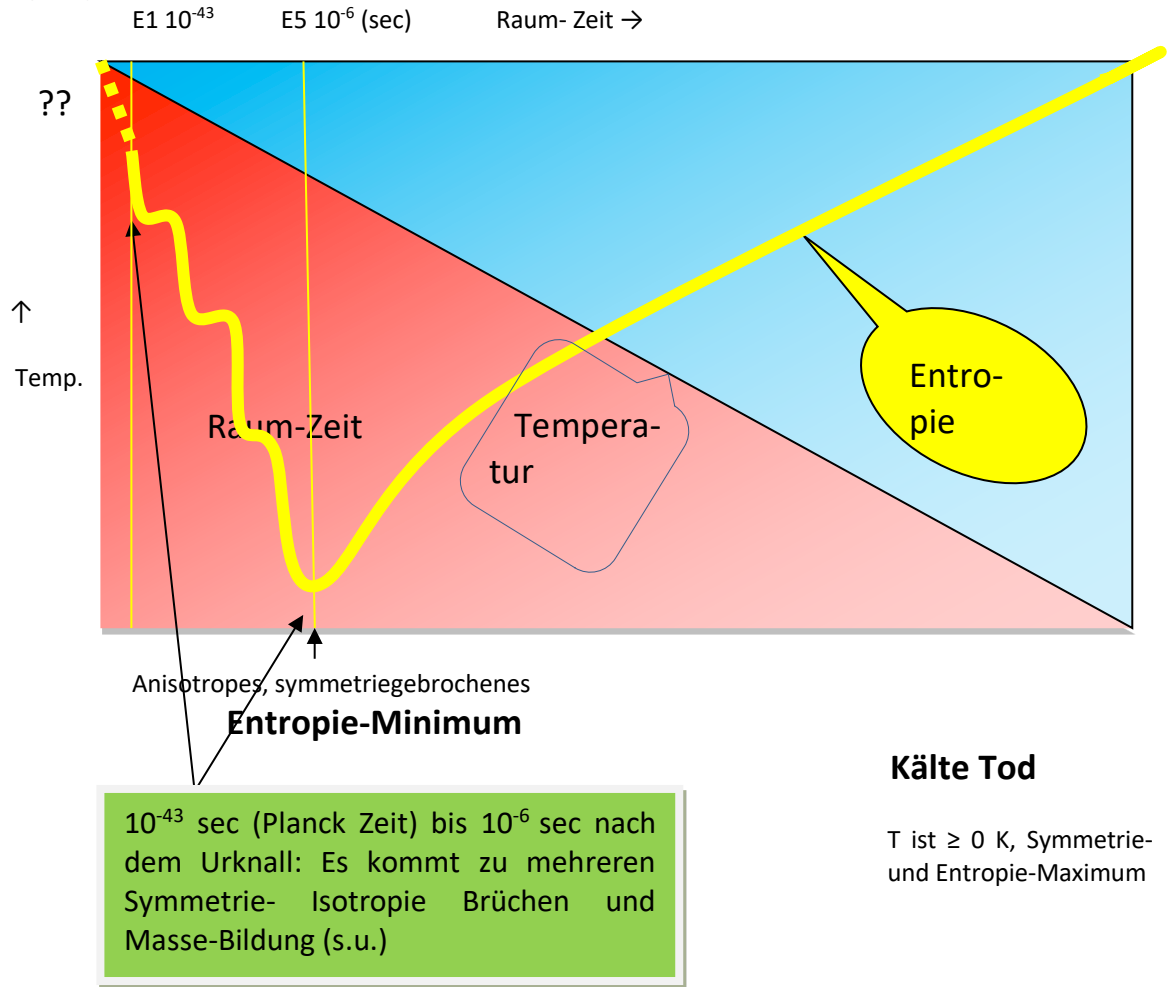 E1 10⁻⁴³ E5 10⁻⁶ (sec) Raum- Zeit →
??
↑
Temp.
Raum-Zeit
Tempera-
tur
Entro-
pie
Anisotropes, symmetriegebrochenes
Entropie-Minimum
Kälte Tod
T ist ≥ 0 K, Symmetrie-
und Entropie-Maximum
10⁻⁴³ sec (Planck Zeit) bis 10⁻⁶ sec nach
dem Urknall: Es kommt zu mehreren
Symmetrie- Isotropie Brüchen und
Masse-Bildung (s.u.)